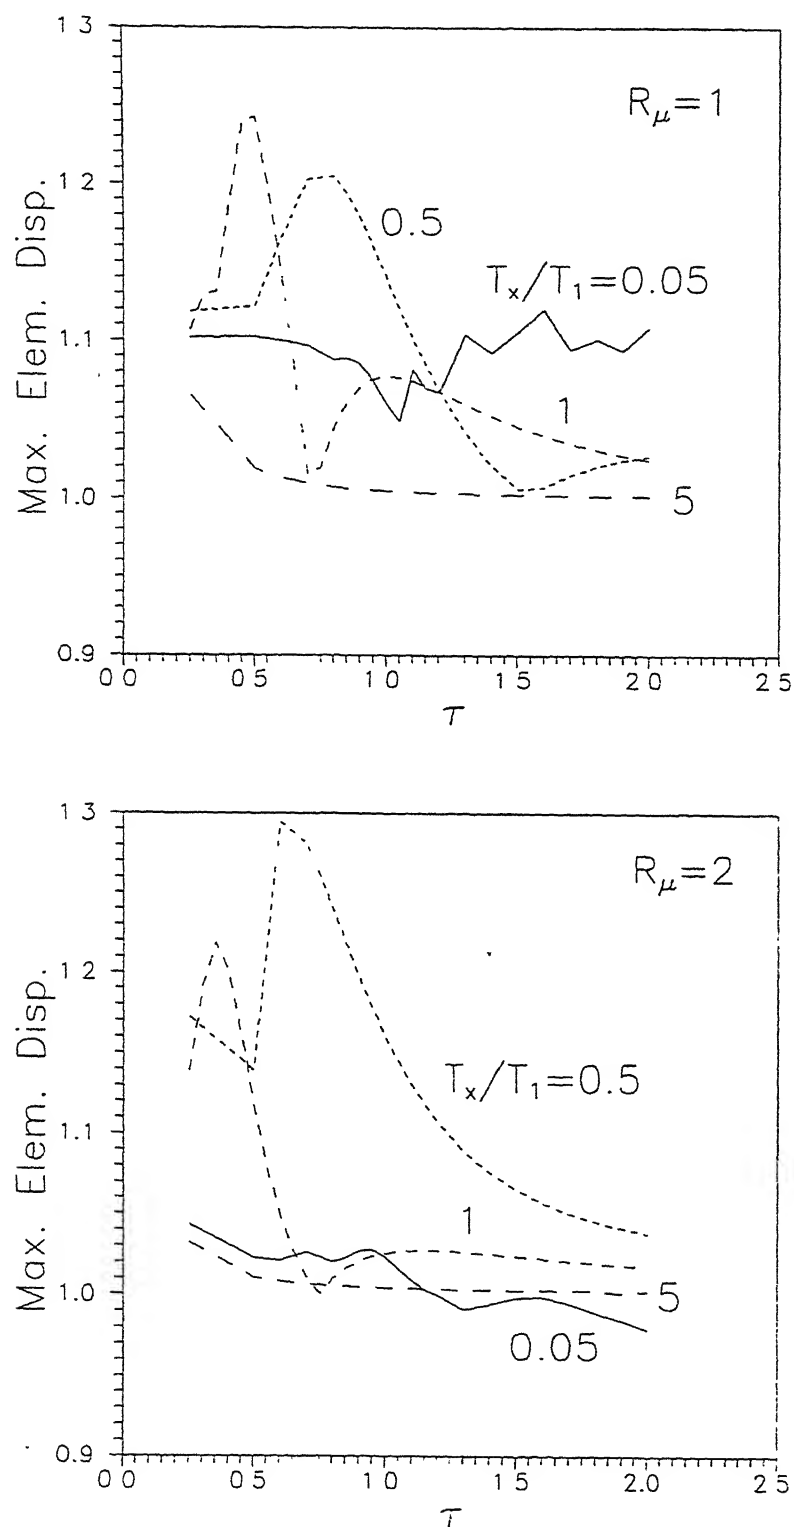 1 3
R_μ=1
1 2
0.5
T_x/T_1=0.05
1.1
1
1.0
5
0.9
0 0 0 5 1 0 1 5 2 0 2 5
τ
Max. Elem. Disp.
1 3
R_μ=2
1 2
T_x/T_1=0.5
1.1
1
1.0
5
0.05
0.9
0 0 0 5 1 0 1 5 2.0 2 5
τ
Max. Elem. Disp.